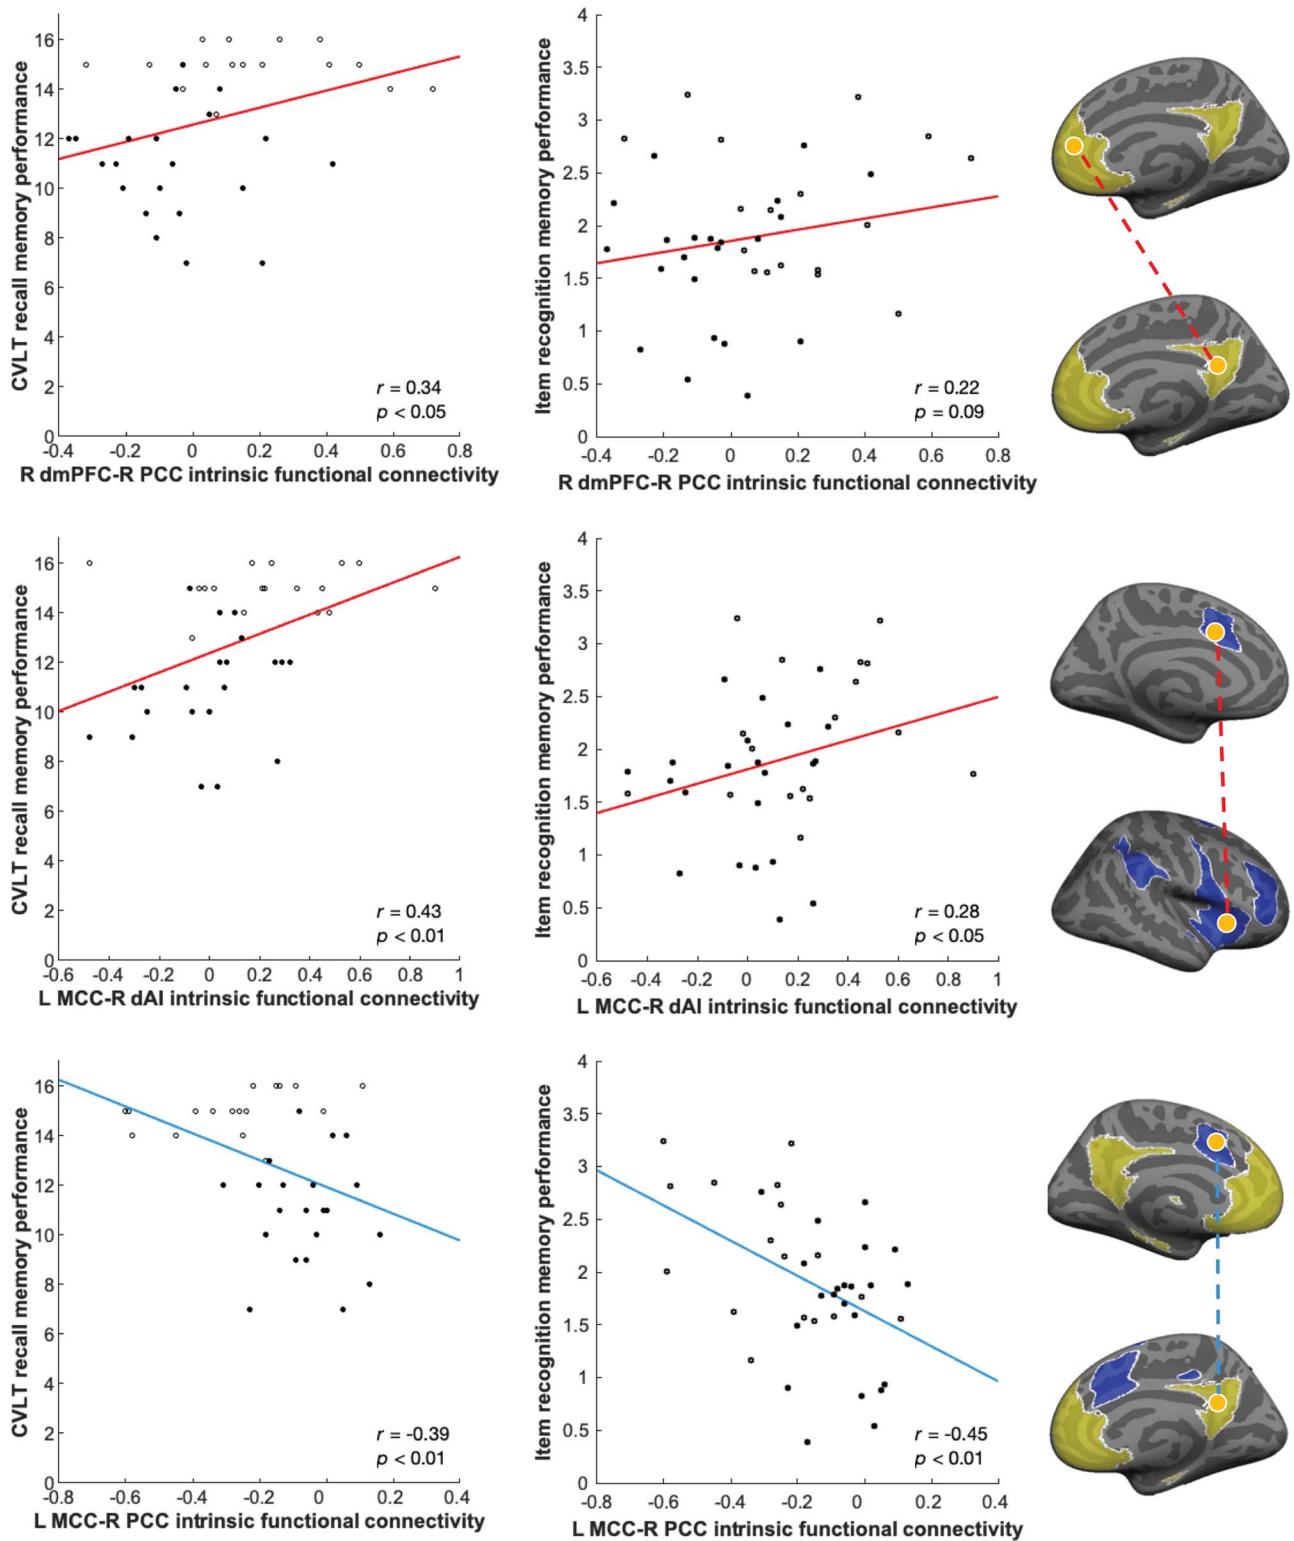 CVLT recall memory performance
16
14
12
10
8
6
4
2
0
-0.4 -0.2 0 0.2 0.4 0.6 0.8
r = 0.34
p < 0.05
R dmPFC-R PCC intrinsic functional connectivity
Item recognition memory performance
4
3.5
3
2.5
2
1.5
1
0.5
0
-0.4 -0.2 0 0.2 0.4 0.6 0.8
r = 0.22
p = 0.09
R dmPFC-R PCC intrinsic functional connectivity
CVLT recall memory performance
16
14
12
10
8
6
4
2
0
-0.6 -0.4 -0.2 0 0.2 0.4 0.6 0.8 1
r = 0.43
p < 0.01
L MCC-R dAI intrinsic functional connectivity
Item recognition memory performance
4
3.5
3
2.5
2
1.5
1
0.5
0
-0.6 -0.4 -0.2 0 0.2 0.4 0.6 0.8 1
r = 0.28
p < 0.05
L MCC-R dAI intrinsic functional connectivity
CVLT recall memory performance
16
14
12
10
8
6
4
2
0
-0.8 -0.6 -0.4 -0.2 0 0.2 0.4
r = -0.39
p < 0.01
L MCC-R PCC intrinsic functional connectivity
Item recognition memory performance
4
3.5
3
2.5
2
1.5
1
0.5
0
-0.8 -0.6 -0.4 -0.2 0 0.2 0.4
r = -0.45
p < 0.01
L MCC-R PCC intrinsic functional connectivity